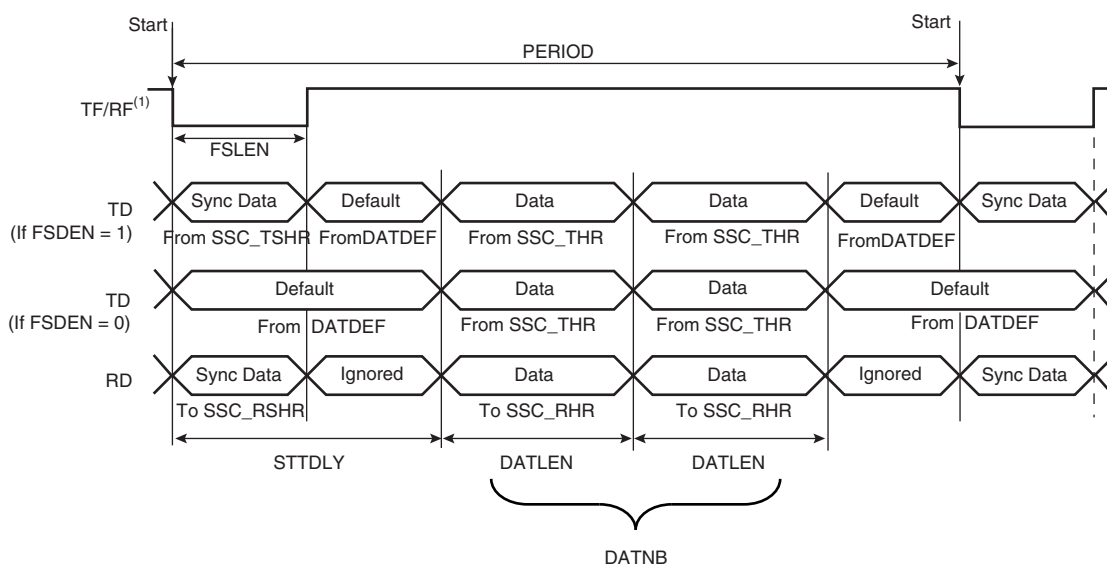 Start
Start
PERIOD
TF/RF(1)
FSLEN
TD
(If FSDEN = 1)
Sync Data
Default
Data
Data
Default
Sync Data
From SSC_TSHR
FromDATDEF
From SSC_THR
From SSC_THR
FromDATDEF
TD
(If FSDEN = 0)
Default
Data
Data
Default
From DATDEF
From SSC_THR
From SSC_THR
From DATDEF
RD
Sync Data
Ignored
Data
Data
Ignored
Sync Data
To SSC_RSHR
To SSC_RHR
To SSC_RHR
STTDLY
DATLEN
DATLEN
DATNB